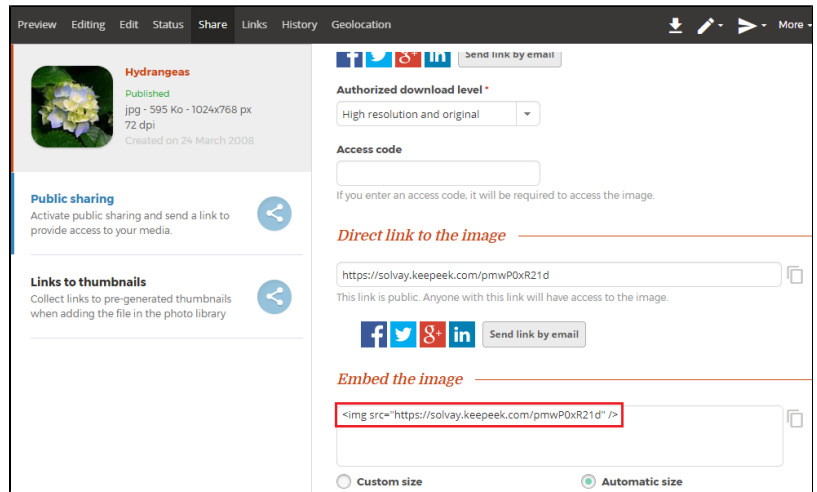 Preview Editing Edit Status Share Links History Geolocation More
Hydrangeas
Published
jpg - 595 Ko - 1024x768 px
72 dpi
Created on 24 March 2008
Public sharing
Activate public sharing and send a link to
provide access to your media.
Links to thumbnails
Collect links to pre-generated thumbnails
when adding the file in the photo library
Send link by email
Authorized download level *
High resolution and original
Access code
If you enter an access code, it will be required to access the image.
Direct link to the image
https://solvay.keepeek.com/pmwP0xR21d
This link is public. Anyone with this link will have access to the image.
f g+ in Send link by email
Embed the image
<img src="https://solvay.keepeek.com/pmwP0xR21d" />
Custom size Automatic size